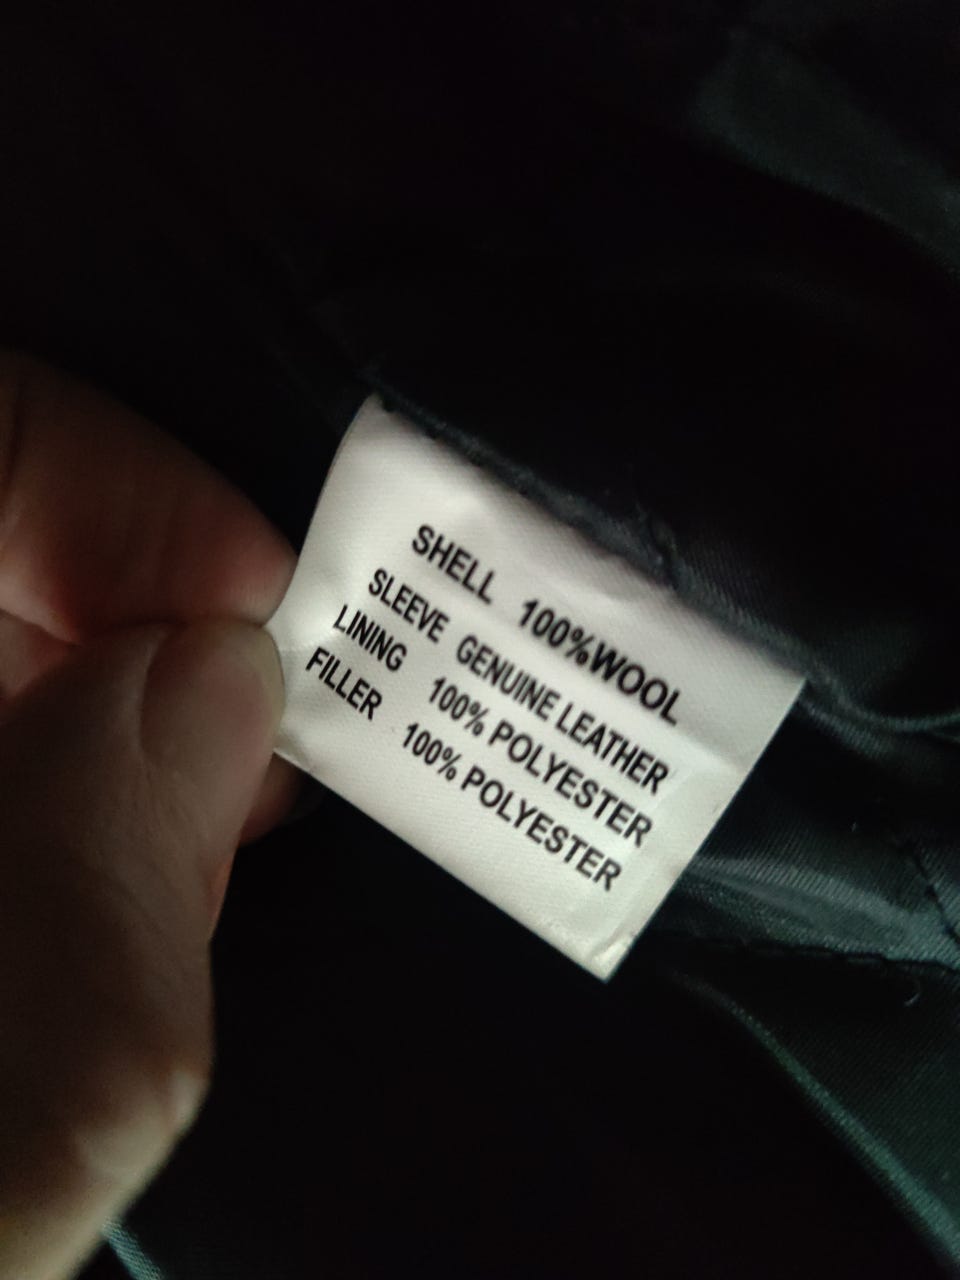 SHELL 100%WOOL
SLEEVE GENUINE LEATHER
LINING 100% POLYESTER
FILLER 100% POLYESTER